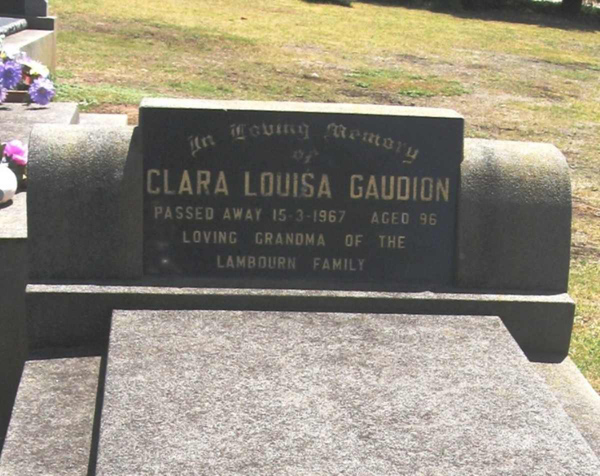 In Loving Memory
of
CLARA LOUISA GAUDION
PASSED AWAY 15-3-1967 AGED 96
LOVING GRANDMA OF THE
LAMBOURN FAMILY